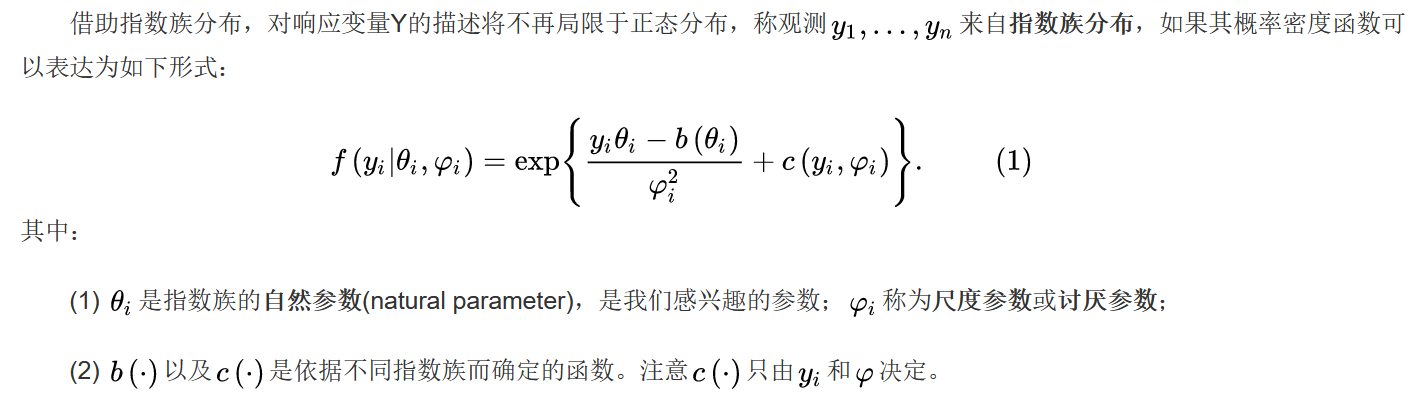 借助指数族分布，对响应变量Y的描述将不再局限于正态分布，称观测 y₁, . . . , yₙ 来自指数族分布，如果其概率密度函数可
以表达为如下形式：
f (yᵢ|θᵢ, φᵢ) = exp{ (yᵢθᵢ − b (θᵢ)) / φᵢ² + c (yᵢ, φᵢ) }.    (1)
其中：
(1) θᵢ 是指数族的自然参数(natural parameter)，是我们感兴趣的参数； φᵢ 称为尺度参数或讨厌参数；
(2) b (·) 以及 c (·) 是依据不同指数族而确定的函数。注意 c (·) 只由 yᵢ 和 φ 决定。